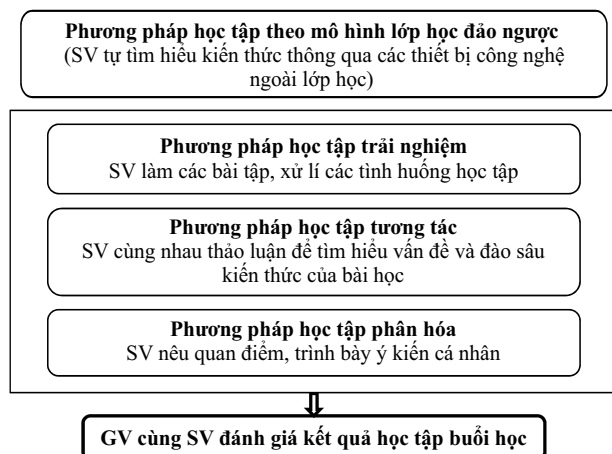 Phương pháp học tập theo mô hình lớp học đảo ngược
(SV tự tìm hiểu kiến thức thông qua các thiết bị công nghệ
ngoài lớp học)
Phương pháp học tập trải nghiệm
SV làm các bài tập, xử lí các tình huống học tập
Phương pháp học tập tương tác
SV cùng nhau thảo luận để tìm hiểu vấn đề và đào sâu
kiến thức của bài học
Phương pháp học tập phân hóa
SV nêu quan điểm, trình bày ý kiến cá nhân
GV cùng SV đánh giá kết quả học tập buổi học